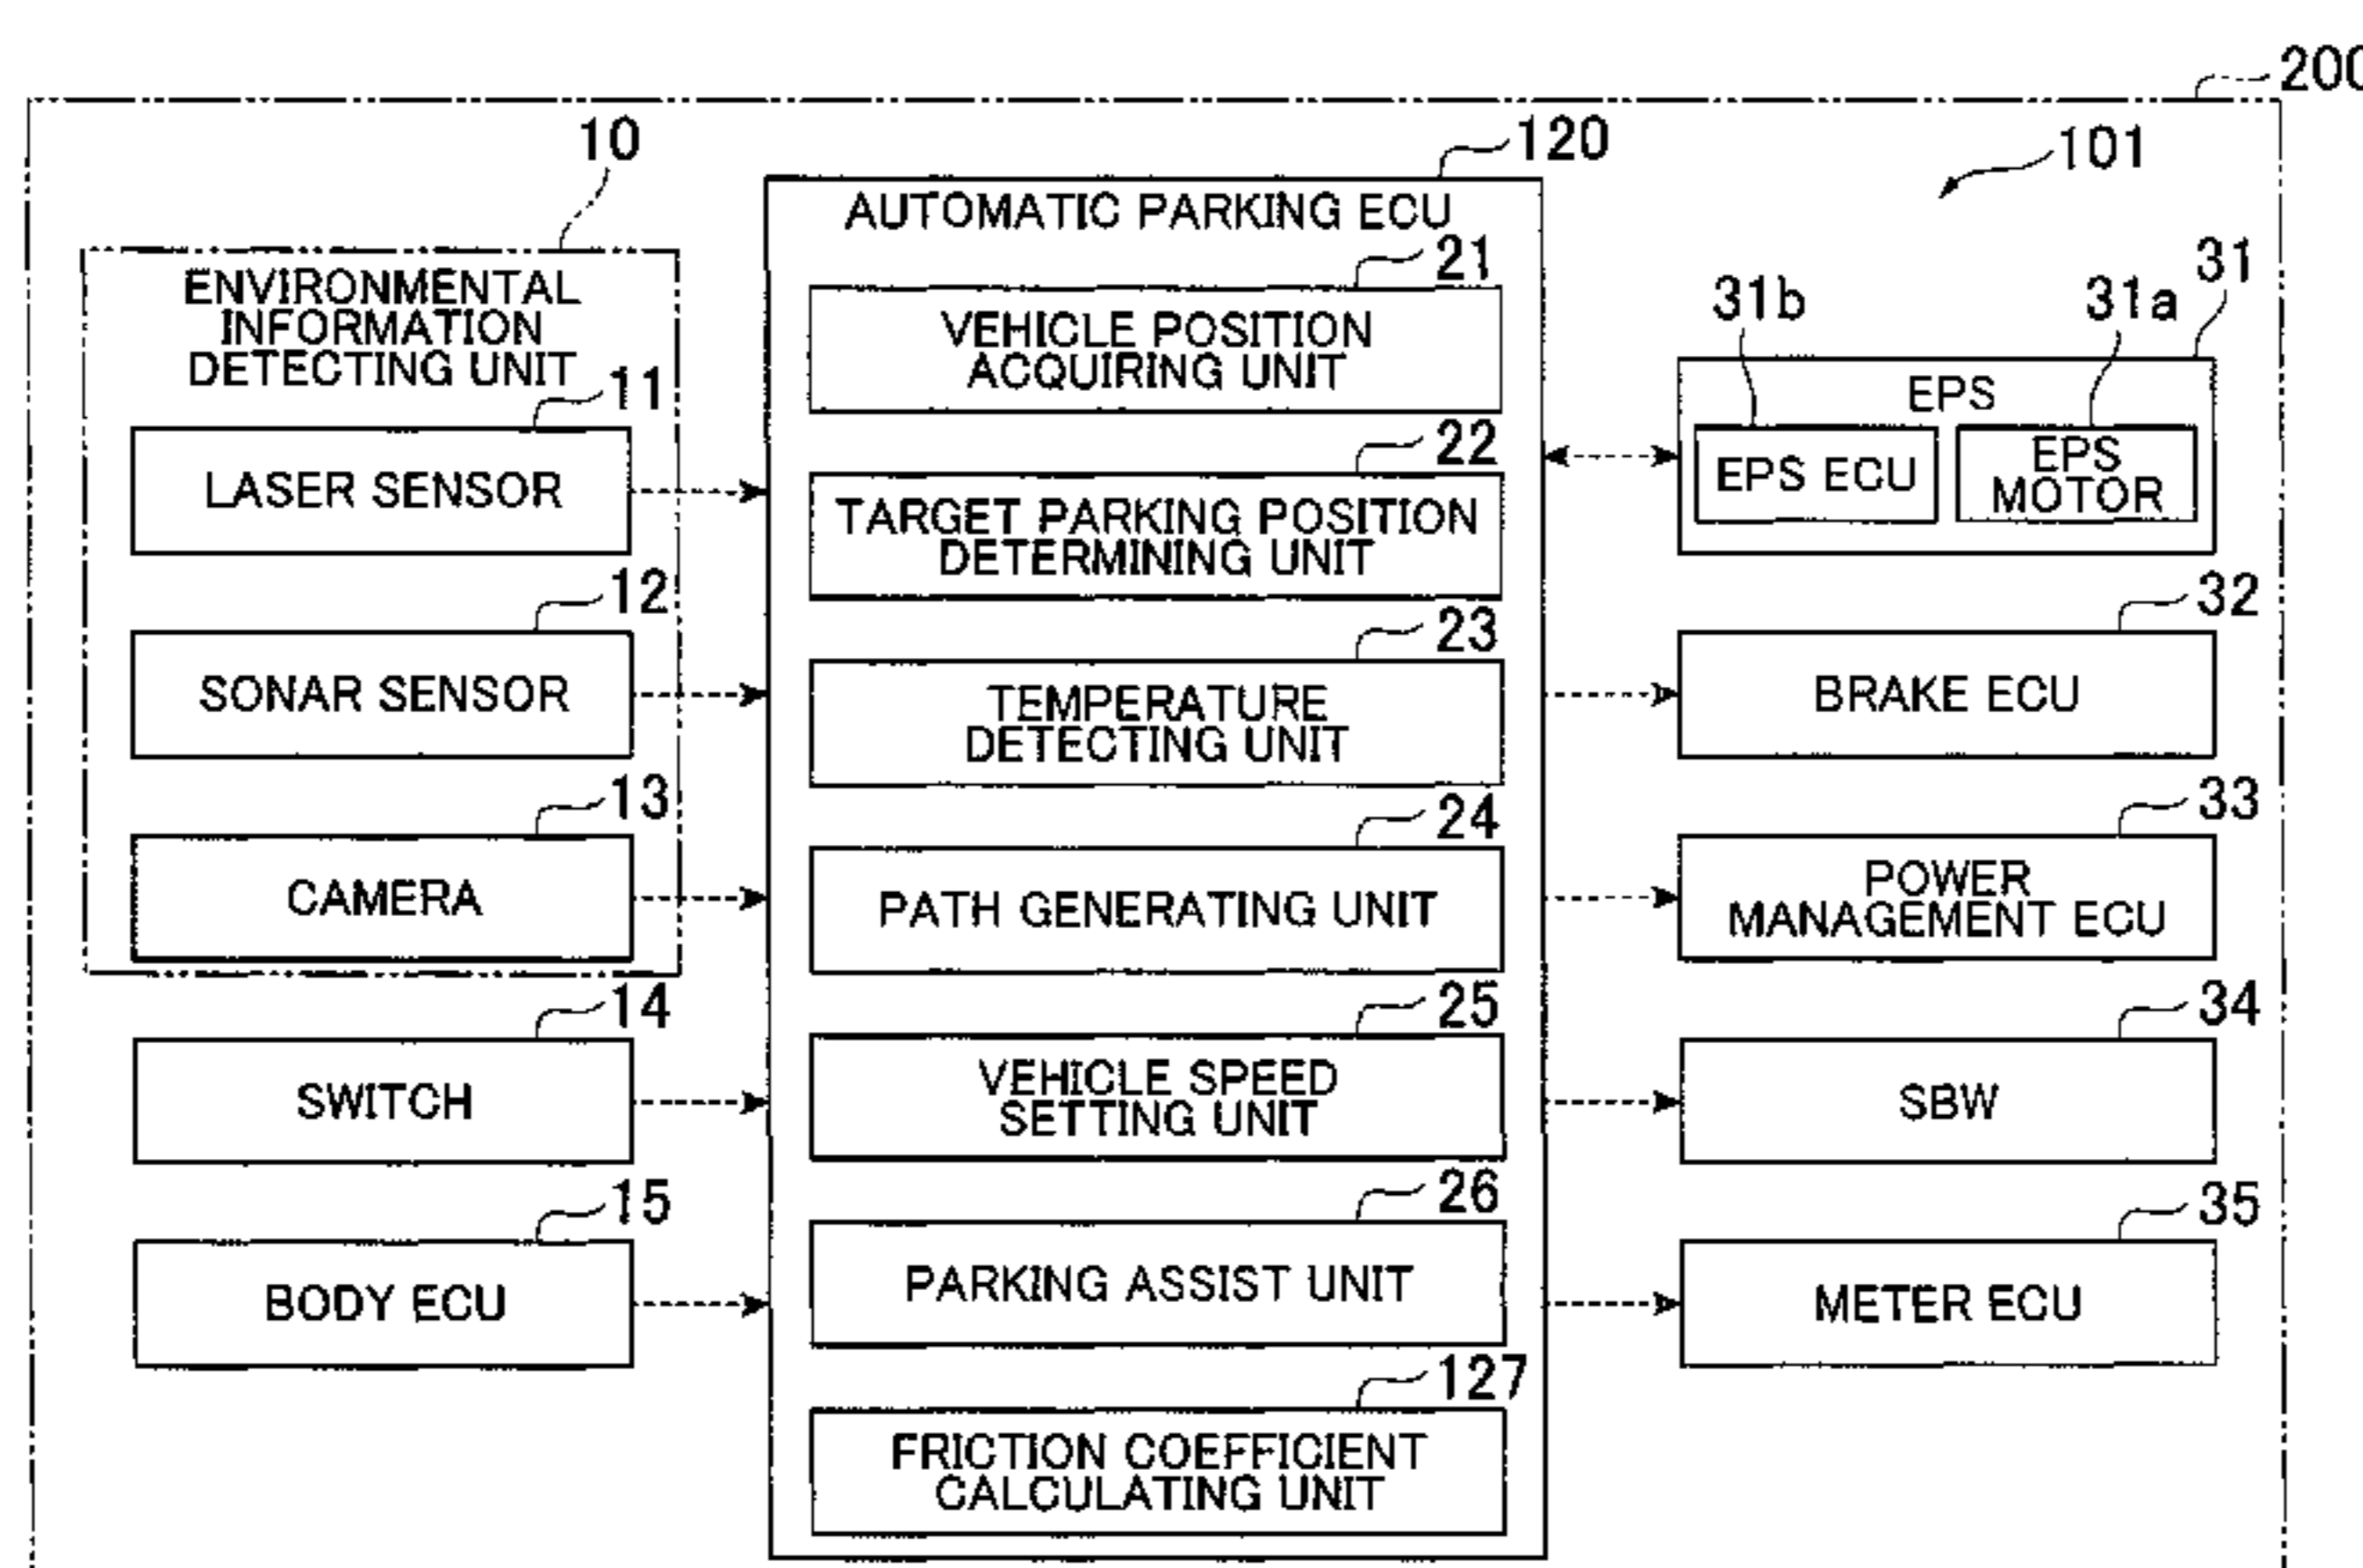 200
10
120
101
AUTOMATIC PARKING ECU
ENVIRONMENTAL
INFORMATION
DETECTING UNIT
11
LASER SENSOR
12
SONAR SENSOR
13
CAMERA
14
SWITCH
15
BODY ECU
21
VEHICLE POSITION
ACQUIRING UNIT
22
TARGET PARKING POSITION
DETERMINING UNIT
23
TEMPERATURE
DETECTING UNIT
24
PATH GENERATING UNIT
25
VEHICLE SPEED
SETTING UNIT
26
PARKING ASSIST UNIT
127
FRICTION COEFFICIENT
CALCULATING UNIT
31
31b
31a
EPS
EPS ECU
EPS
MOTOR
32
BRAKE ECU
33
POWER
MANAGEMENT ECU
34
SBW
35
METER ECU